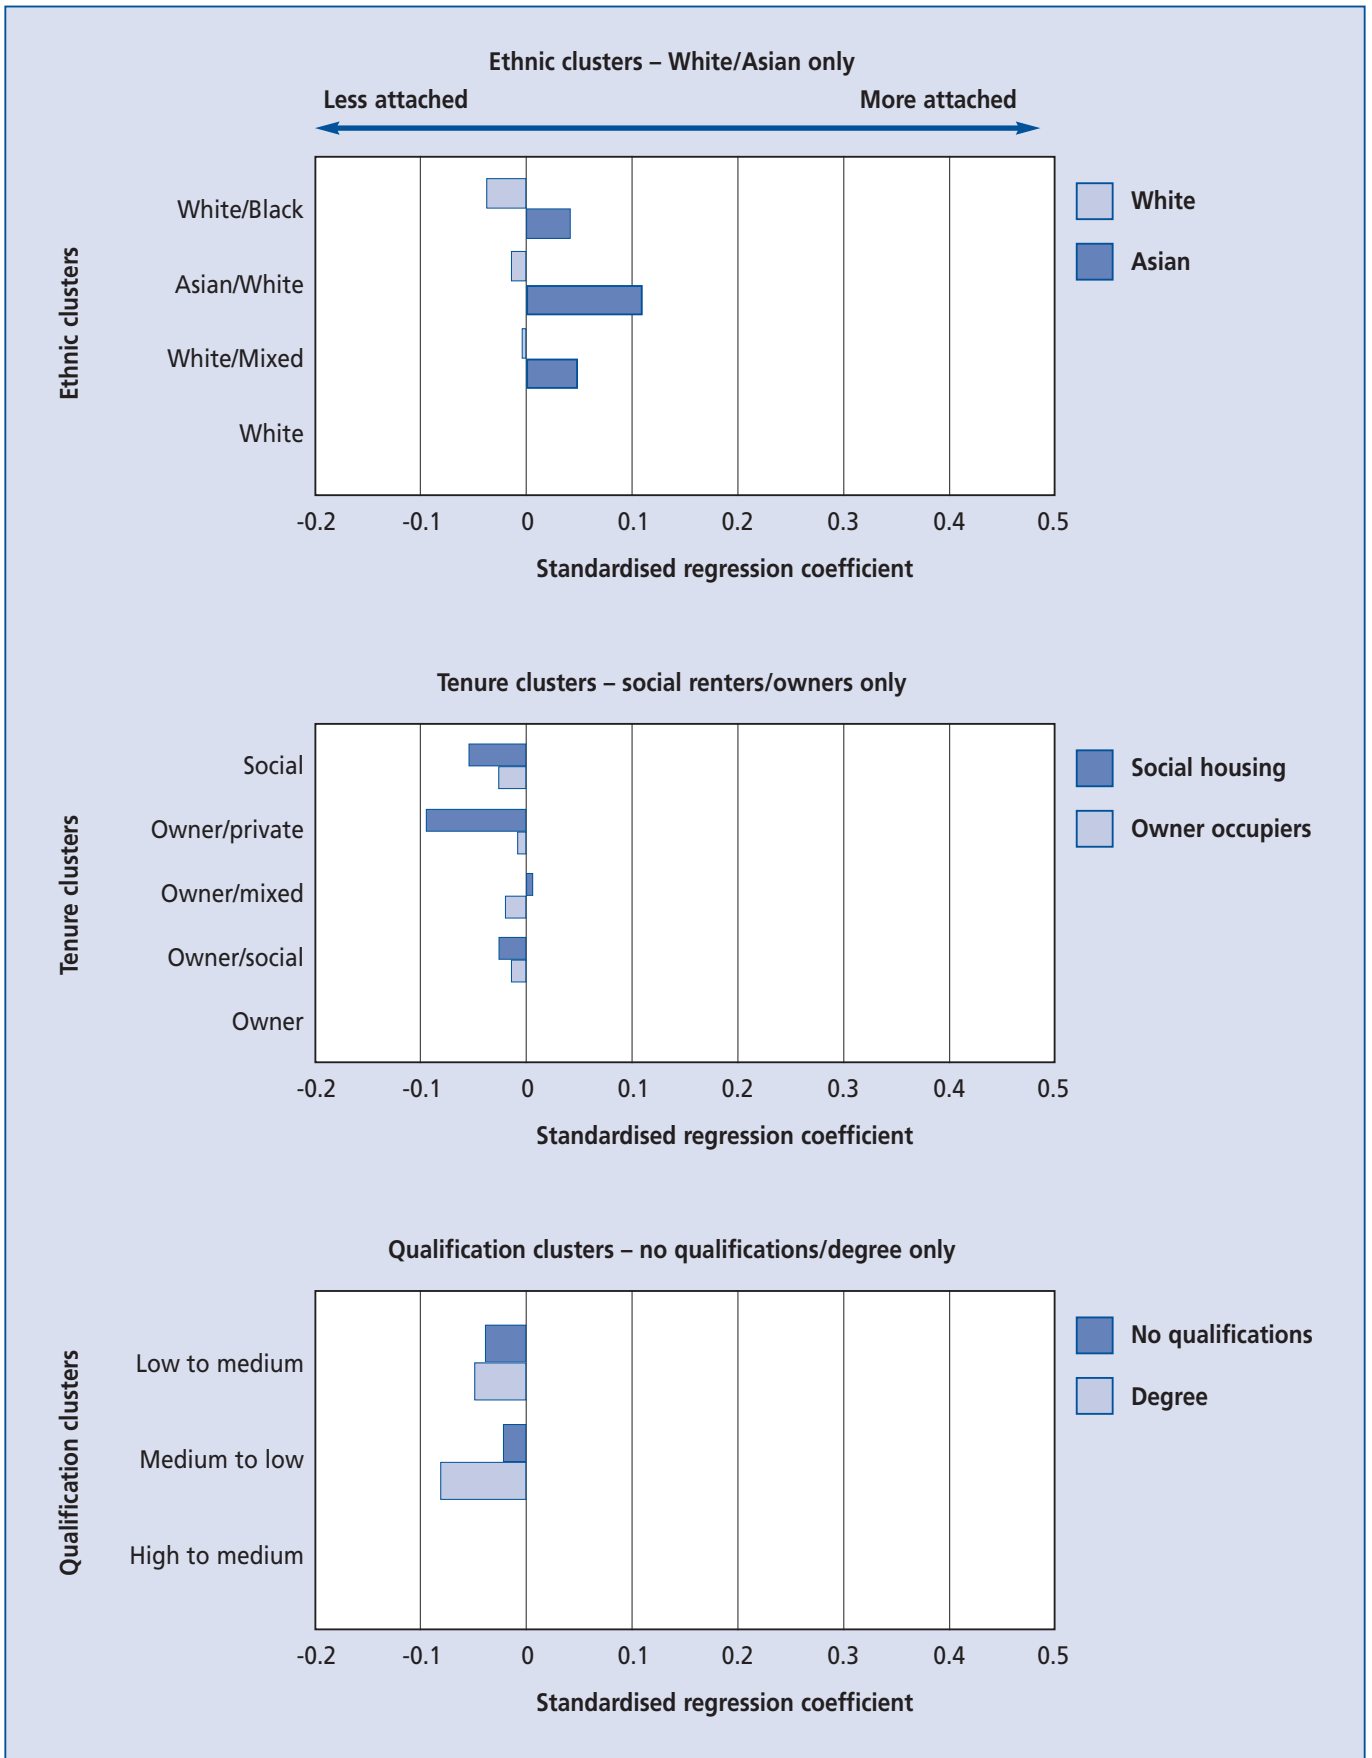 Ethnic clusters – White/Asian only
Less attached More attached
White/Black
Asian/White
White/Mixed
White
Ethnic clusters
White
Asian
-0.2 -0.1 0 0.1 0.2 0.3 0.4 0.5
Standardised regression coefficient
Tenure clusters – social renters/owners only
Social
Owner/private
Owner/mixed
Owner/social
Owner
Tenure clusters
Social housing
Owner occupiers
-0.2 -0.1 0 0.1 0.2 0.3 0.4 0.5
Standardised regression coefficient
Qualification clusters – no qualifications/degree only
Low to medium
Medium to low
High to medium
Qualification clusters
No qualifications
Degree
-0.2 -0.1 0 0.1 0.2 0.3 0.4 0.5
Standardised regression coefficient